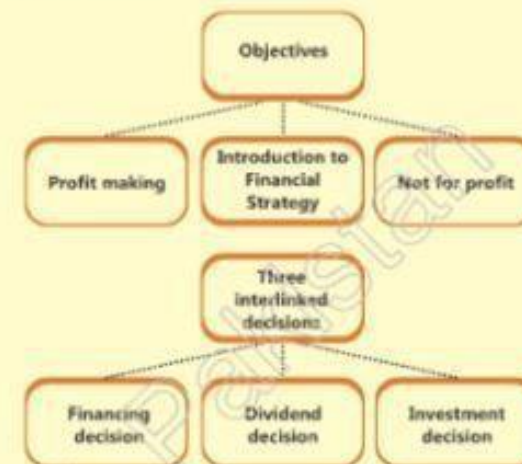 Objectives
Profit making
Introduction to
Financial
Strategy
Not for profit
Three
interlinked
decisions
Financing
decision
Dividend
decision
Investment
decision
Pakistan